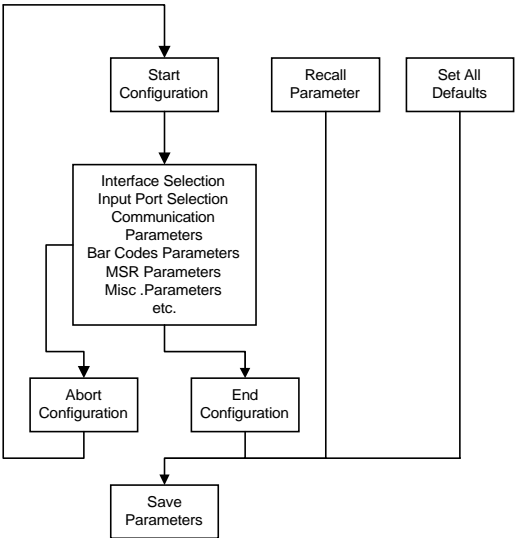 Start
Configuration
Recall
Parameter
Set All
Defaults
Interface Selection
Input Port Selection
Communication
Parameters
Bar Codes Parameters
MSR Parameters
Misc .Parameters
etc.
Abort
Configuration
End
Configuration
Save
Parameters